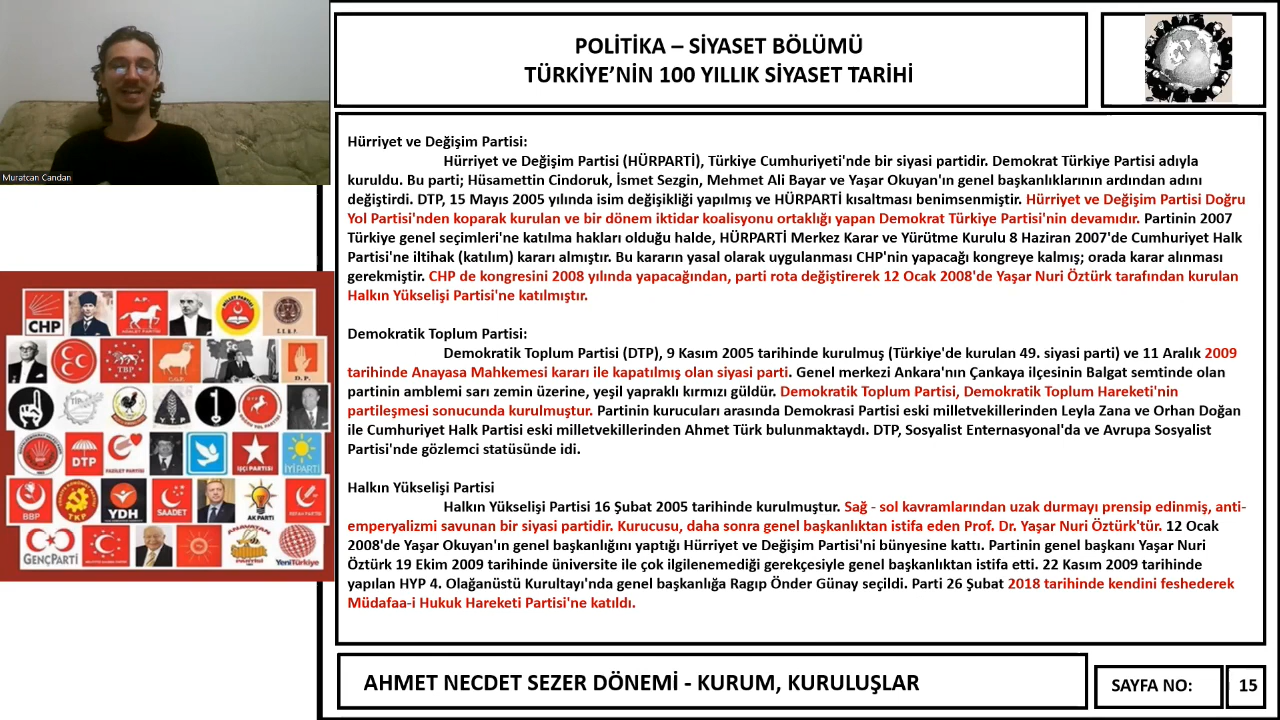 Muratcan Candan
POLİTİKA – SİYASET BÖLÜMÜ
TÜRKİYE'NİN 100 YILLIK SİYASET TARİHİ
Hürriyet ve Değişim Partisi:
Hürriyet ve Değişim Partisi (HÜRPARTİ), Türkiye Cumhuriyeti'nde bir siyasi partidir. Demokrat Türkiye Partisi adıyla
kuruldu. Bu parti; Hüsamettin Cindoruk, İsmet Sezgin, Mehmet Ali Bayar ve Yaşar Okuyan'ın genel başkanlıklarının ardından adını
değiştirdi. DTP, 15 Mayıs 2005 yılında isim değişikliği yapılmış ve HÜRPARTİ kısaltması benimsenmiştir. Hürriyet ve Değişim Partisi Doğru
Yol Partisi'nden koparak kurulan ve bir dönem iktidar koalisyonu ortaklığı yapan Demokrat Türkiye Partisi'nin devamıdır. Partinin 2007
Türkiye genel seçimleri'ne katılma hakları olduğu halde, HÜRPARTİ Merkez Karar ve Yürütme Kurulu 8 Haziran 2007'de Cumhuriyet Halk
Partisi'ne iltihak (katılım) kararı almıştır. Bu kararın yasal olarak uygulanması CHP'nin yapacağı kongreye kalmış; orada karar alınması
gerekmiştir. CHP de kongresini 2008 yılında yapacağından, parti rota değiştirerek 12 Ocak 2008'de Yaşar Nuri Öztürk tarafından kurulan
Halkın Yükselişi Partisi'ne katılmıştır.
Demokratik Toplum Partisi:
Demokratik Toplum Partisi (DTP), 9 Kasım 2005 tarihinde kurulmuş (Türkiye'de kurulan 49. siyasi parti) ve 11 Aralık 2009
tarihinde Anayasa Mahkemesi kararı ile kapatılmış olan siyasi parti. Genel merkezi Ankara'nın Çankaya ilçesinin Balgat semtinde olan
partinin amblemi sarı zemin üzerine, yeşil yapraklı kırmızı güldür. Demokratik Toplum Partisi, Demokratik Toplum Hareketi'nin
partileşmesi sonucunda kurulmuştur. Partinin kurucuları arasında Demokrasi Partisi eski milletvekillerinden Leyla Zana ve Orhan Doğan
ile Cumhuriyet Halk Partisi eski milletvekillerinden Ahmet Türk bulunmaktaydı. DTP, Sosyalist Enternasyonal'da ve Avrupa Sosyalist
Partisi'nde gözlemci statüsünde idi.
Halkın Yükselişi Partisi
Halkın Yükselişi Partisi 16 Şubat 2005 tarihinde kurulmuştur. Sağ - sol kavramlarından uzak durmayı prensip edinmiş, anti-
emperyalizmi savunan bir siyasi partidir. Kurucusu, daha sonra genel başkanlıktan istifa eden Prof. Dr. Yaşar Nuri Öztürk'tür. 12 Ocak
2008'de Yaşar Okuyan'ın genel başkanlığını yaptığı Hürriyet ve Değişim Partisi'ni bünyesine kattı. Partinin genel başkanı Yaşar Nuri
Öztürk 19 Ekim 2009 tarihinde üniversite ile çok ilgilenemediği gerekçesiyle genel başkanlıktan istifa etti. 22 Kasım 2009 tarihinde
yapılan HYP 4. Olağanüstü Kurultayı'nda genel başkanlığa Ragıp Önder Günay seçildi. Parti 26 Şubat 2018 tarihinde kendini feshederek
Müdafaa-i Hukuk Hareketi Partisi'ne katıldı.
CHP
A.P.
MİLLET PARTİSİ
TBP
D.P.
DTP
FAZİLET PARTİSİ
İŞÇİ PARTİSİ
İYİ PARTİ
BBP
TKP
YDH
SAADET
AK PARTİ
GENÇPARTİ
ANAVATAN
PARTİSİ
YeniTürkiye
AHMET NECDET SEZER DÖNEMİ - KURUM, KURULUŞLAR
SAYFA NO:
15